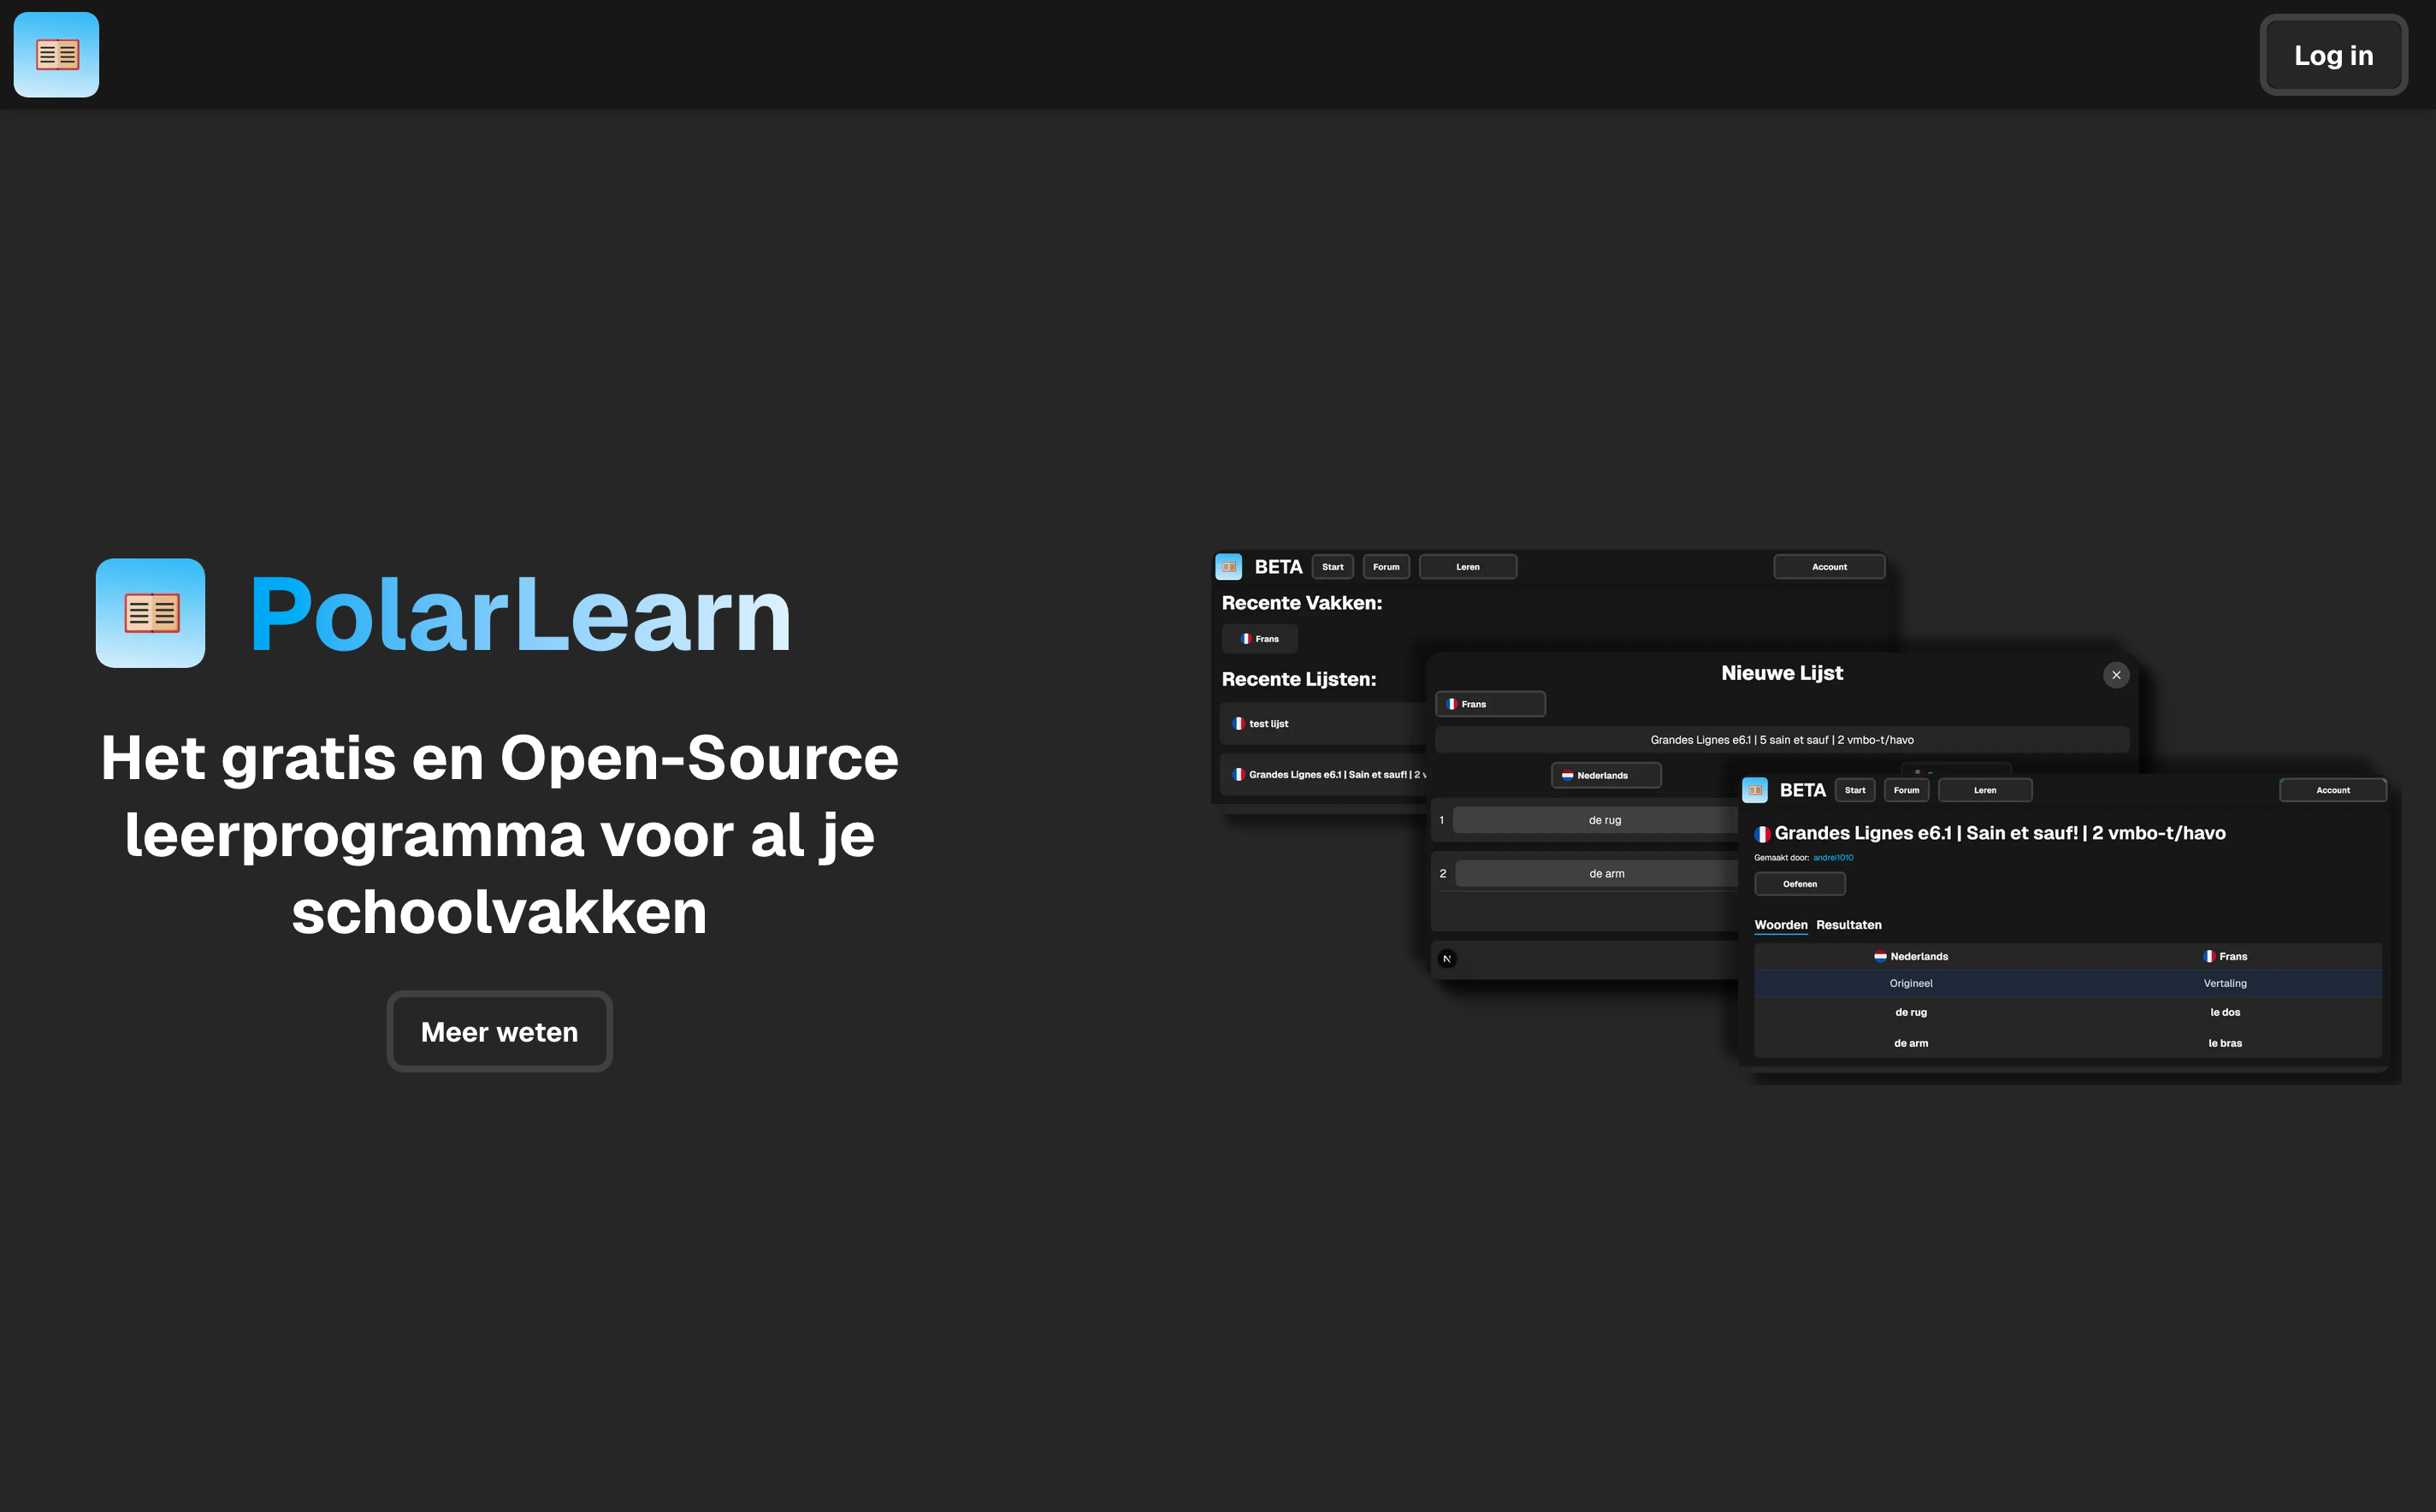 Log in
PolarLearn
Het gratis en Open-Source
leerprogramma voor al je
schoolvakken
Meer weten
BETA Start Forum Leren Account
Recente Vakken:
Frans
Recente Lijsten:
test lijst
Grandes Lignes e6.1 | Sain et sauf! | 2 v
Nieuwe Lijst
Frans
Grandes Lignes e6.1 | 5 sain et sauf | 2 vmbo-t/havo
Nederlands
1 de rug
2 de arm
N
BETA Start Forum Leren Account
Grandes Lignes e6.1 | Sain et sauf! | 2 vmbo-t/havo
Gemaakt door: andrei1010
Oefenen
Woorden Resultaten
Nederlands Frans
Origineel Vertaling
de rug le dos
de arm le bras